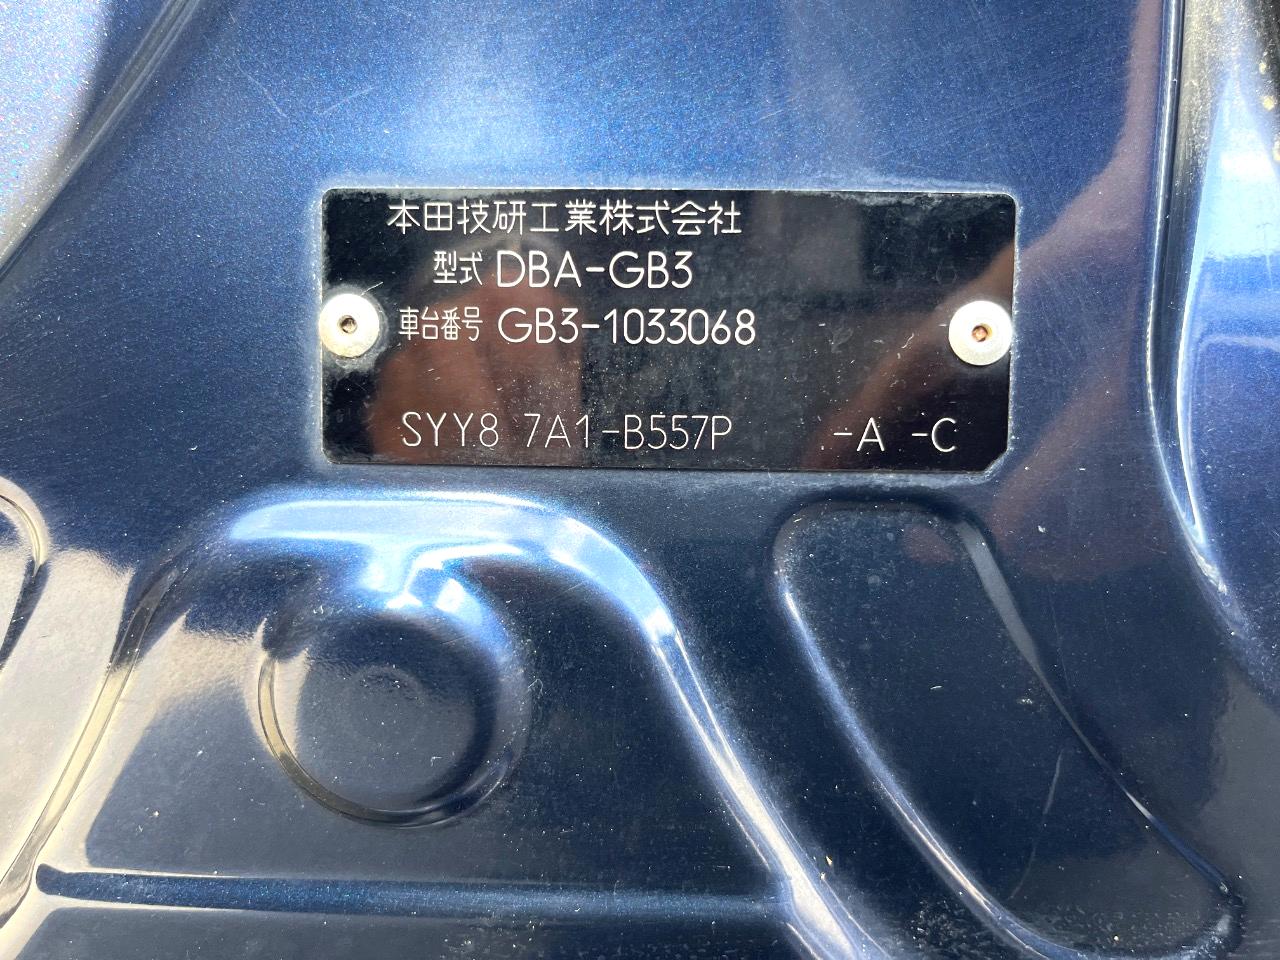 本田技研工業株式会社
型式 DBA-GB3
車台番号 GB3-1033068
SYY8 7A1-B557P -A -C